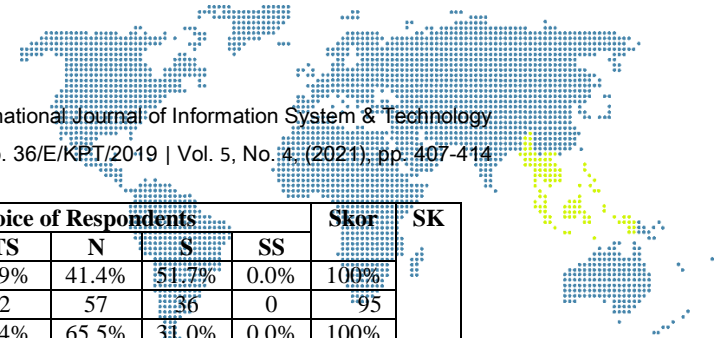 national Journal of Information System & Technology
. 36/E/KPT/2019 | Vol. 5, No. 4, (2021), pp. 407-414
oice of Respondents Skor SK
TS N S SS
9% 41.4% 51.7% 0.0% 100%
2 57 36 0 95
4% 65.5% 31.0% 0.0% 100%